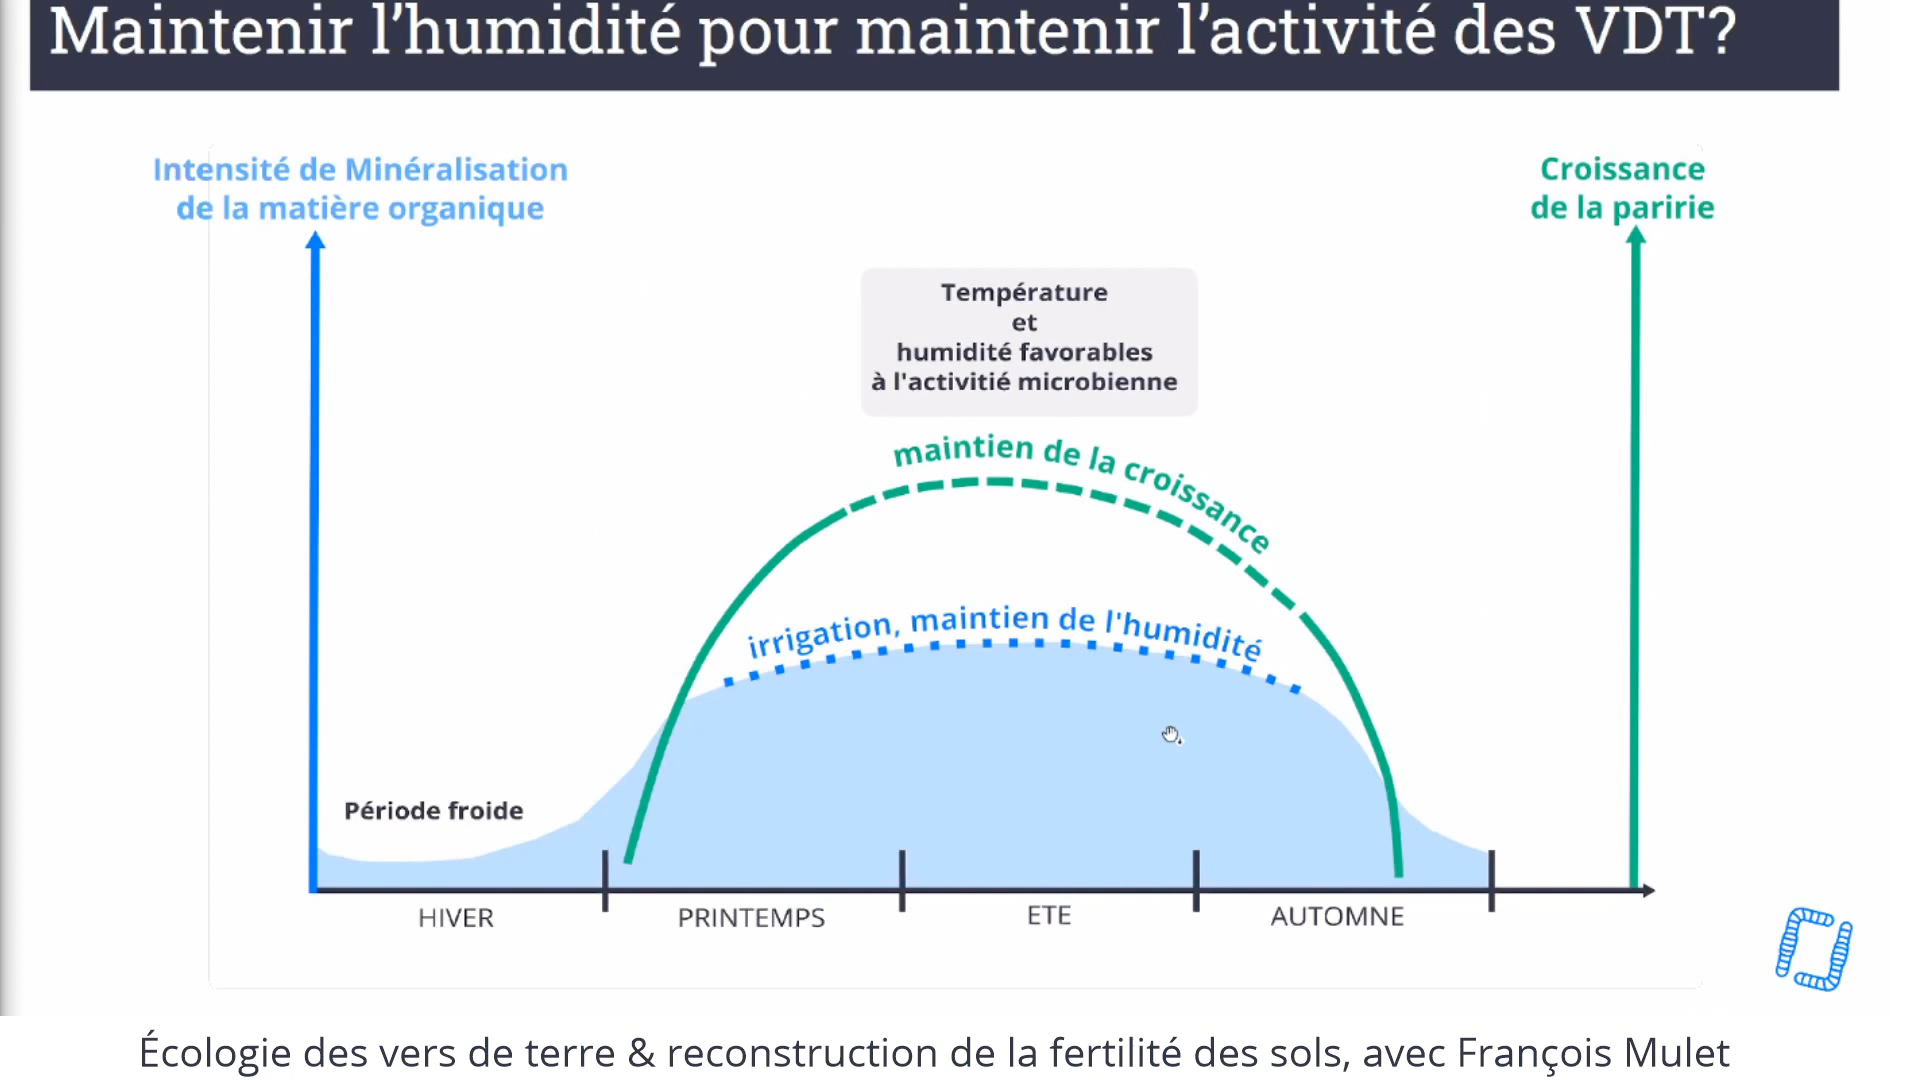 Maintenir l’humidité pour maintenir l’activité des VDT?
Intensité de Minéralisation
de la matière organique
Croissance
de la paririe
Température
et
humidité favorables
à l'activitié microbienne
maintien de la croissance
irrigation, maintien de l'humidité
Période froide
HIVER
PRINTEMPS
ETE
AUTOMNE
Écologie des vers de terre & reconstruction de la fertilité des sols, avec François Mulet